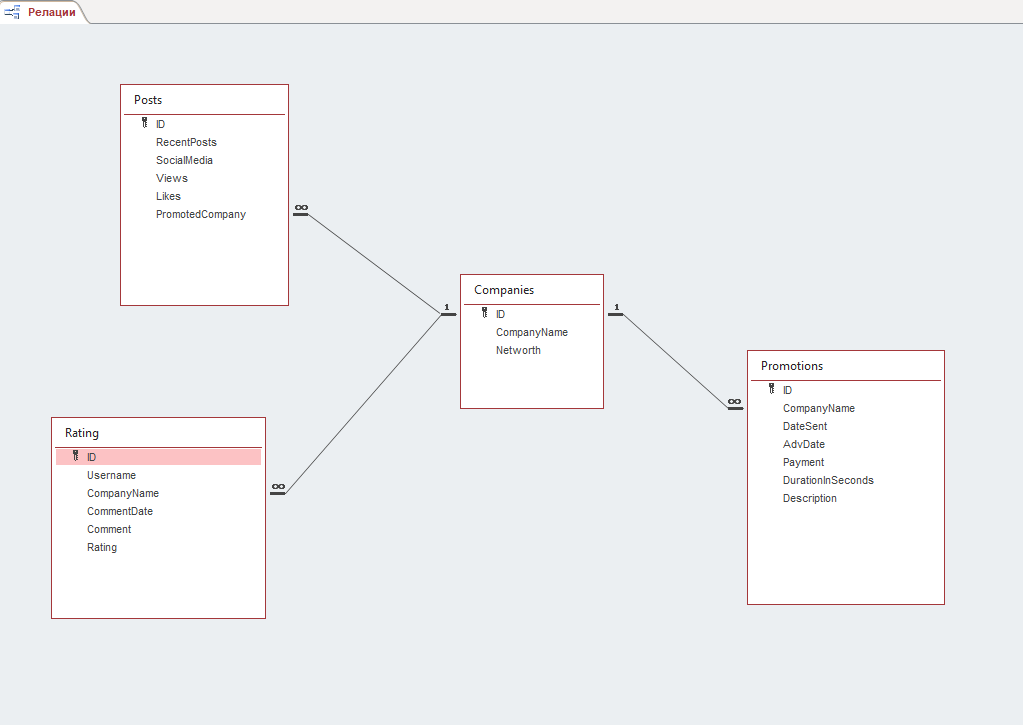 Релации
Posts
ID
RecentPosts
SocialMedia
Views
Likes
PromotedCompany
∞
Companies
1
ID
1
CompanyName
Networth
Promotions
ID
∞
CompanyName
DateSent
AdvDate
Payment
DurationInSeconds
Description
Rating
ID
Username
∞
CompanyName
CommentDate
Comment
Rating